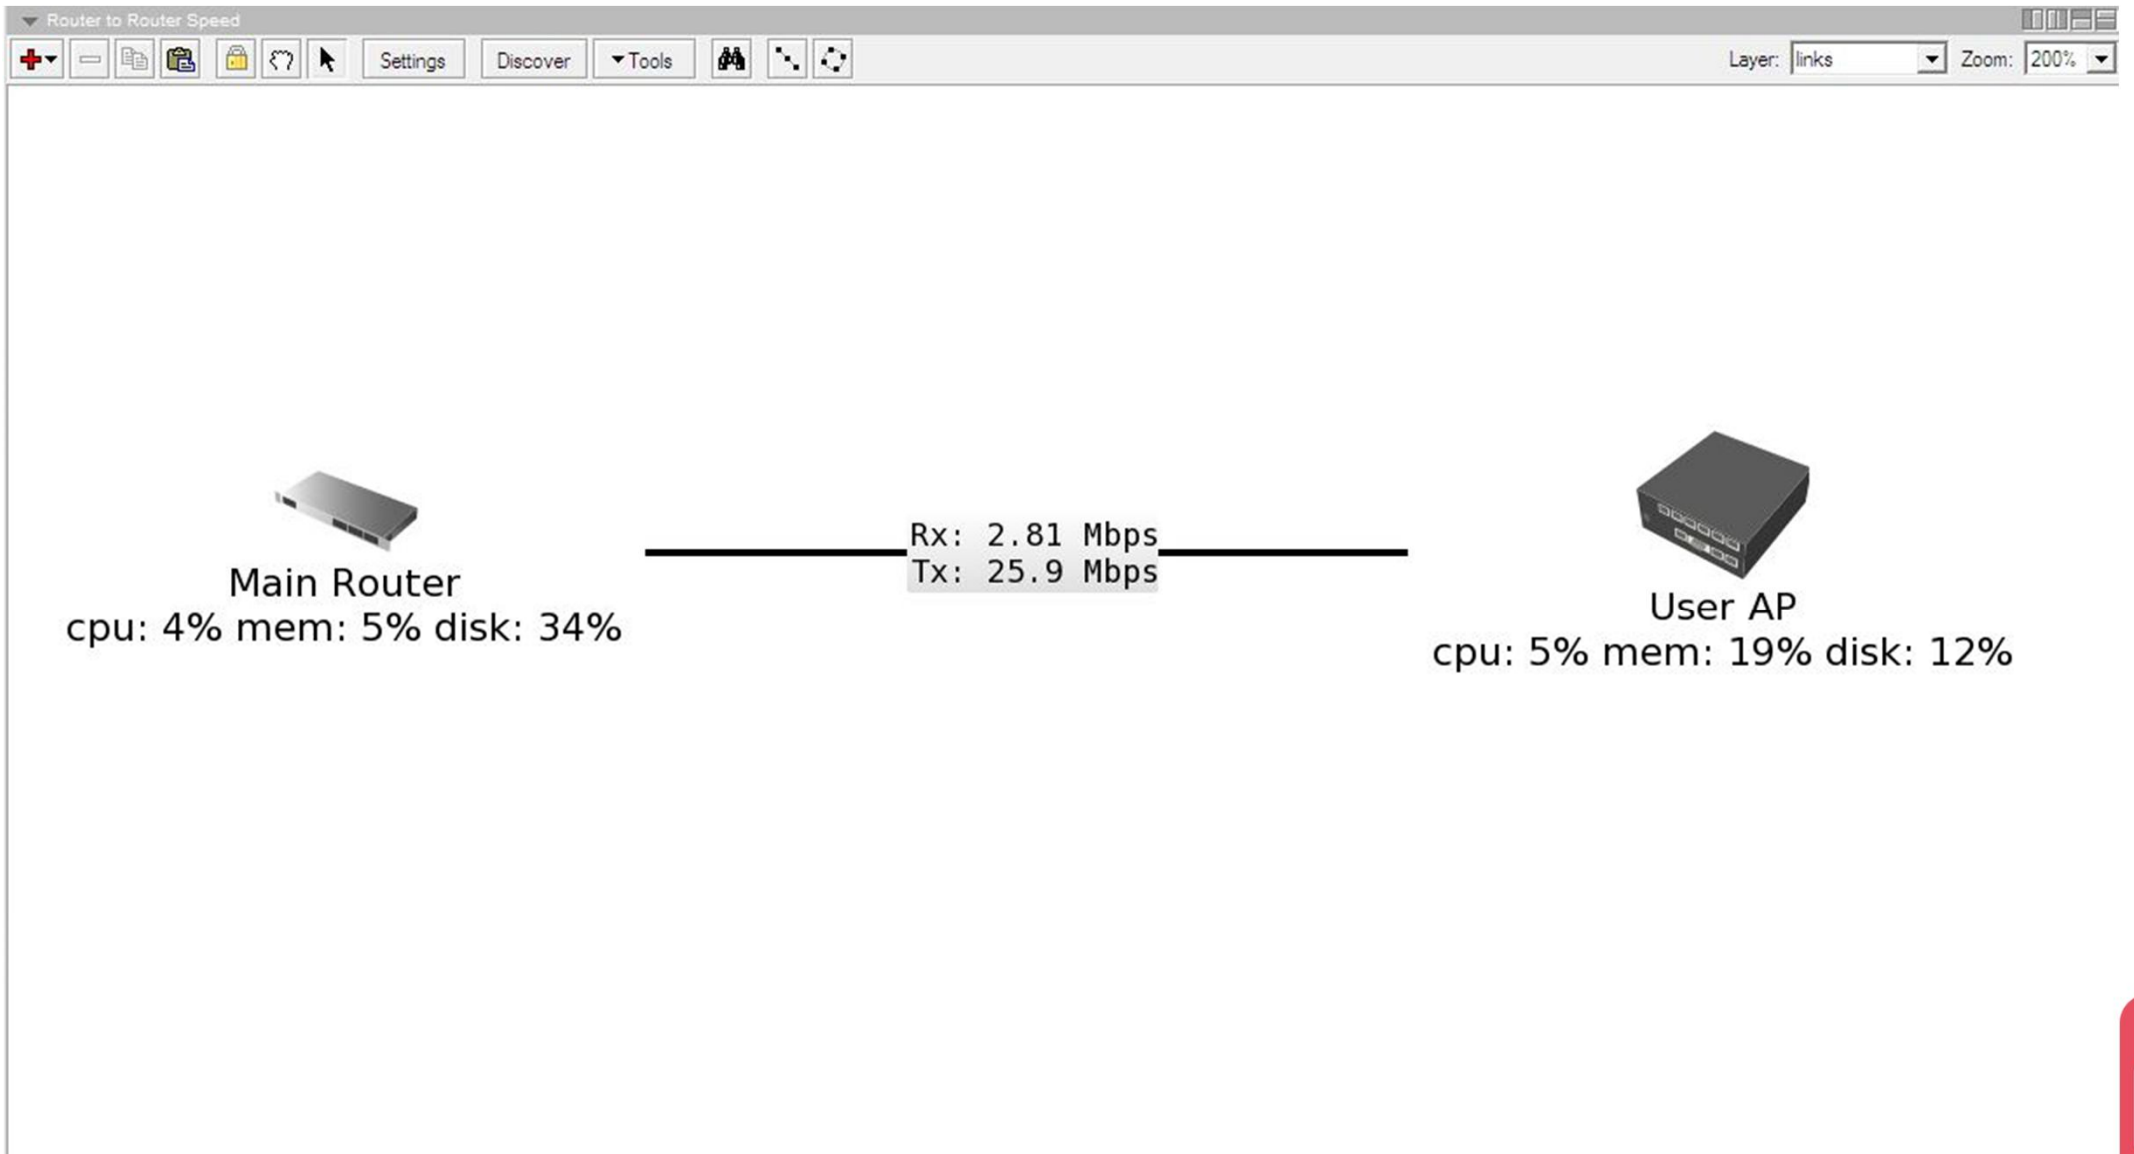 Router to Router Speed
Settings Discover Tools Layer: links Zoom: 200%
Rx: 2.81 Mbps
Tx: 25.9 Mbps
Main Router
cpu: 4% mem: 5% disk: 34%
User AP
cpu: 5% mem: 19% disk: 12%